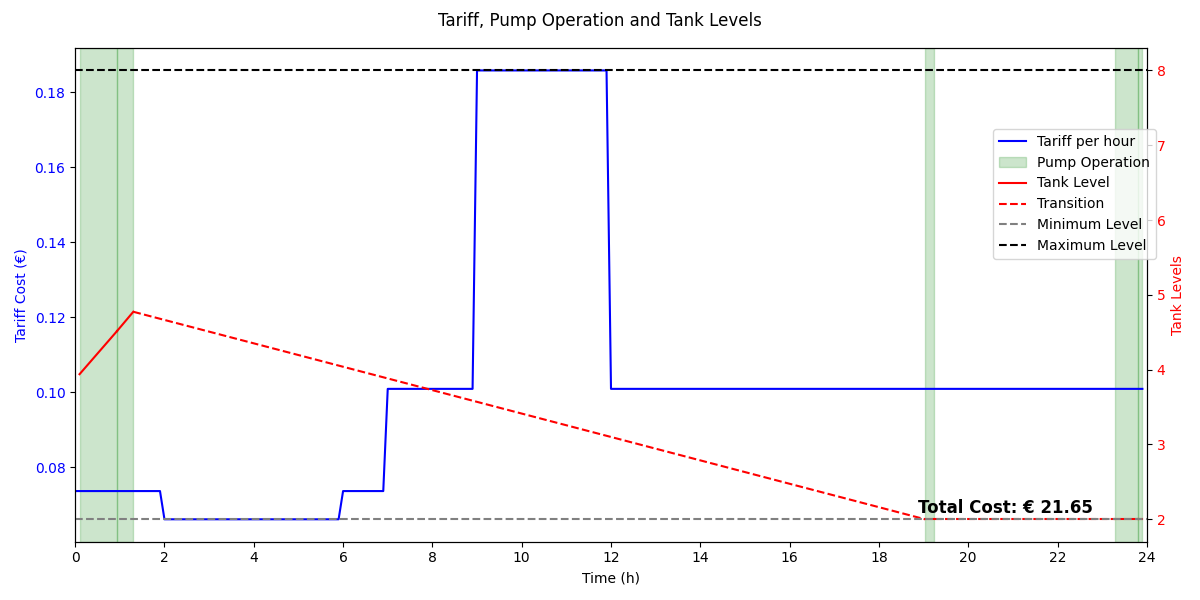 Tariff, Pump Operation and Tank Levels
Tariff Cost (€)
0.18
0.16
0.14
0.12
0.10
0.08
Tariff per hour
Pump Operation
Tank Level
Transition
Minimum Level
Maximum Level
Total Cost: € 21.65
8
7
6
5
4
3
2
Tank Levels
0 2 4 6 8 10 12 14 16 18 20 22 24
Time (h)